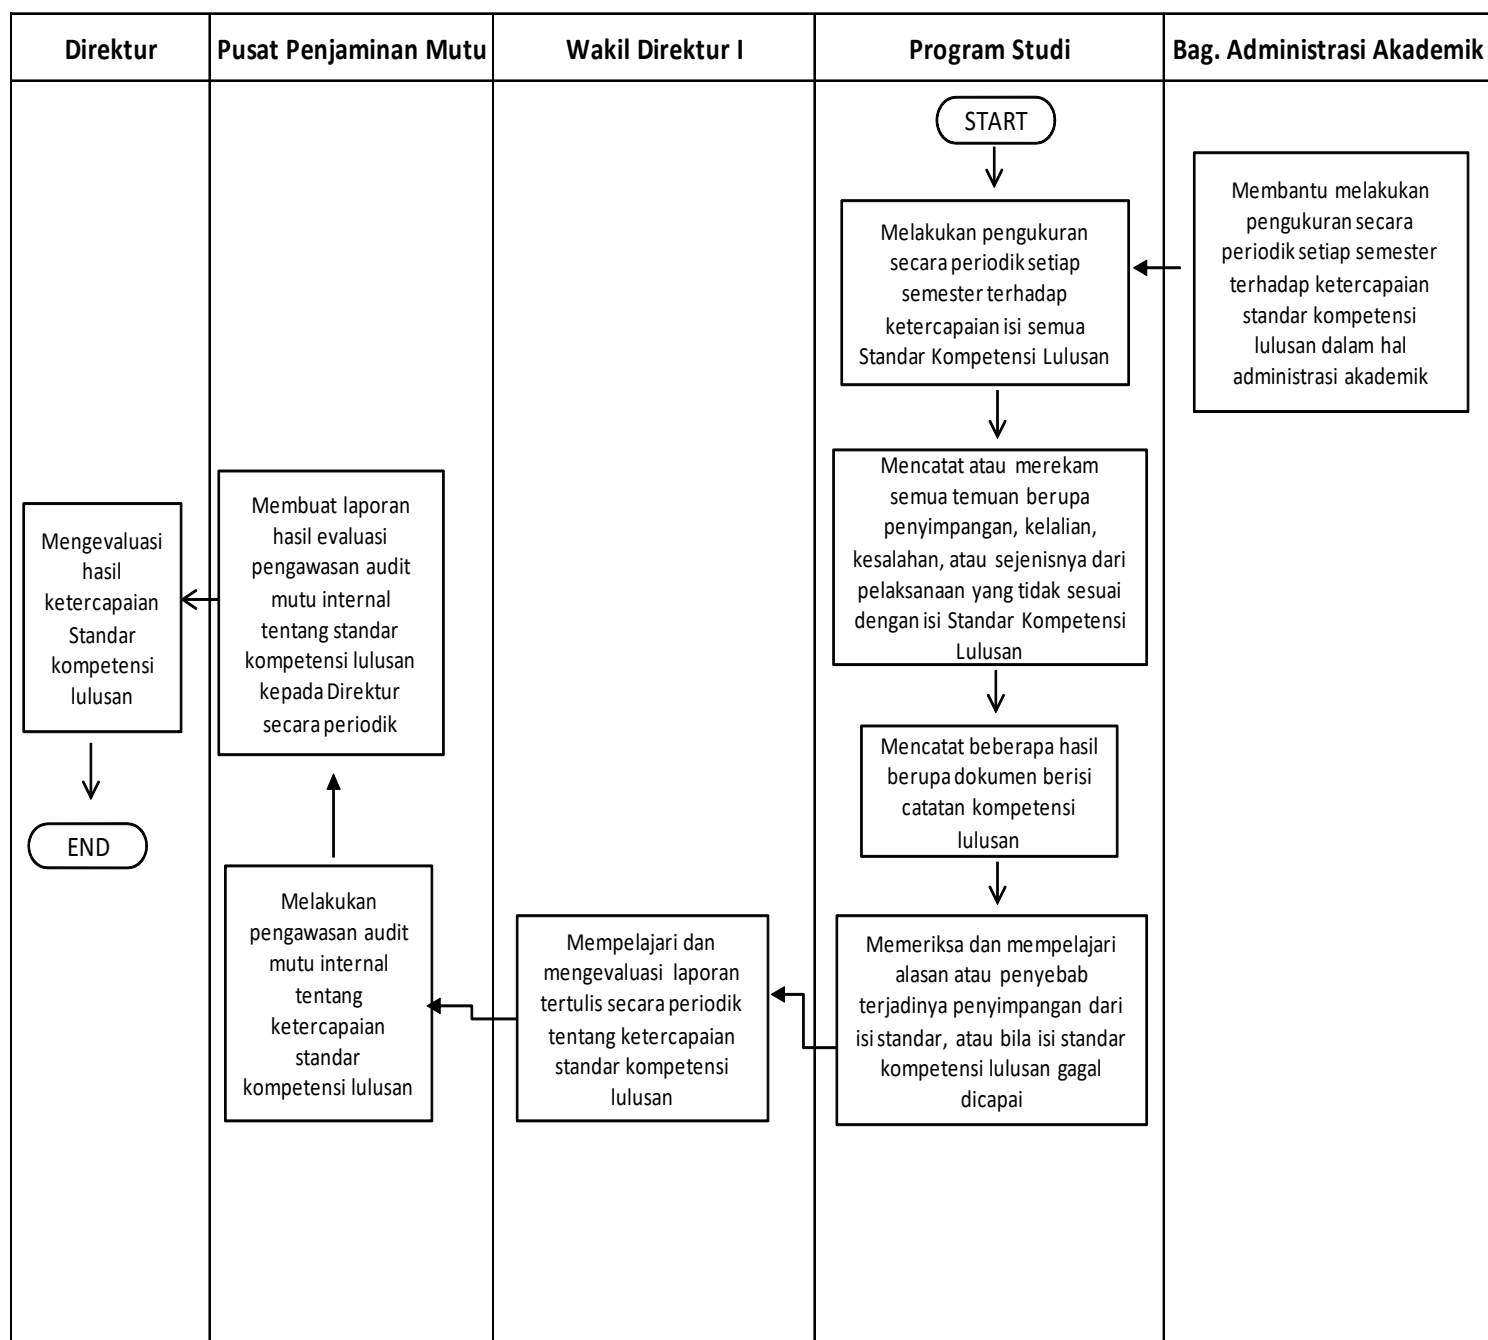 Direktur
Pusat Penjaminan Mutu
Wakil Direktur I
Program Studi
Bag. Administrasi Akademik
START
Melakukan pengukuran
secara periodik setiap
semester terhadap
ketercapaian isi semua
Standar Kompetensi Lulusan
Membantu melakukan
pengukuran secara
periodik setiap semester
terhadap ketercapaian
standar kompetensi
lulusan dalam hal
administrasi akademik
Mencatat atau merekam
semua temuan berupa
penyimpangan, kelalian,
kesalahan, atau sejenisnya dari
pelaksanaan yang tidak sesuai
dengan isi Standar Kompetensi
Lulusan
Mencatat beberapa hasil
berupa dokumen berisi
catatan kompetensi
lulusan
Memeriksa dan mempelajari
alasan atau penyebab
terjadinya penyimpangan dari
isi standar, atau bila isi standar
kompetensi lulusan gagal
dicapai
Mempelajari dan
mengevaluasi laporan
tertulis secara periodik
tentang ketercapaian
standar kompetensi
lulusan
Melakukan
pengawasan audit
mutu internal
tentang
ketercapaian
standar
kompetensi lulusan
Membuat laporan
hasil evaluasi
pengawasan audit
mutu internal
tentang standar
kompetensi lulusan
kepada Direktur
secara periodik
Mengevaluasi
hasil
ketercapaian
Standar
kompetensi
lulusan
END